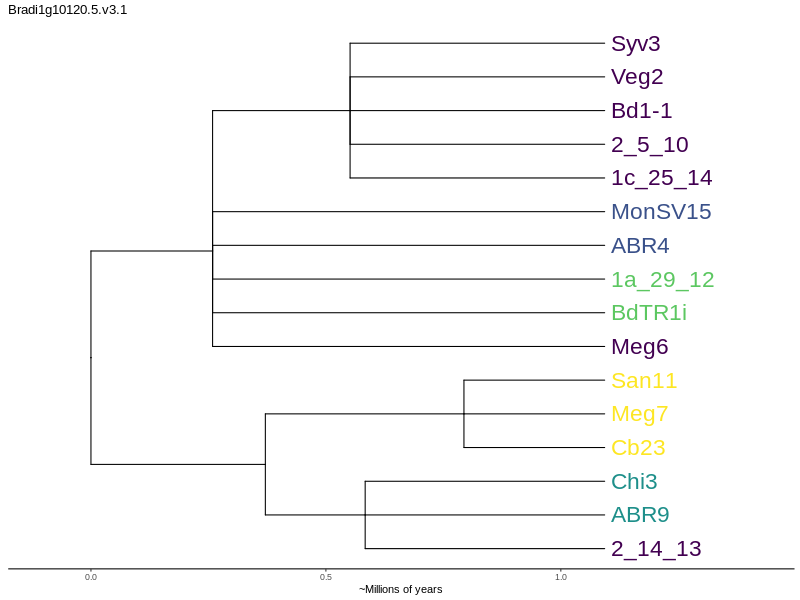 Bradi1g10120.5.v3.1
Syv3
Veg2
Bd1-1
2_5_10
1c_25_14
MonSV15
ABR4
1a_29_12
BdTR1i
Meg6
San11
Meg7
Cb23
Chi3
ABR9
2_14_13
0.0 0.5 1.0
~Millions of years